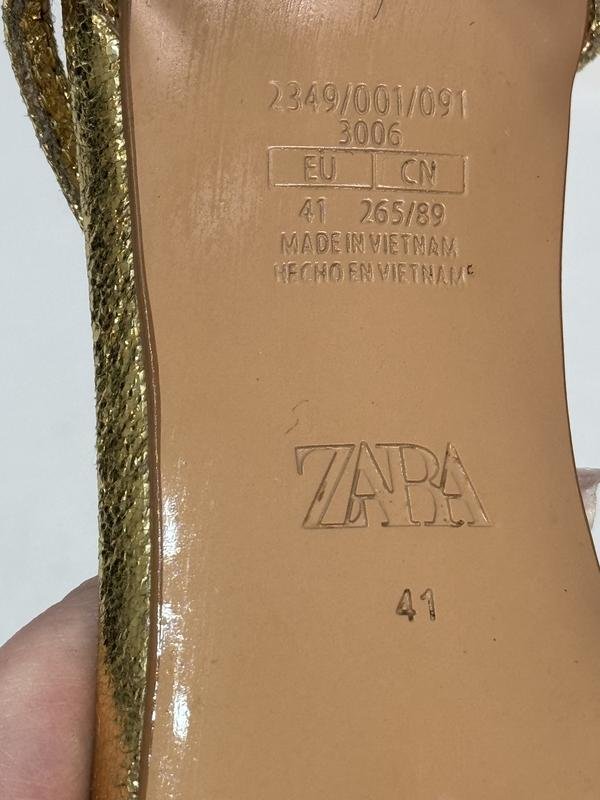 2349/001/091
3006
EU CN
41 265/89
MADE IN VIETNAM
HECHO EN VIETNAM
ZARA
41